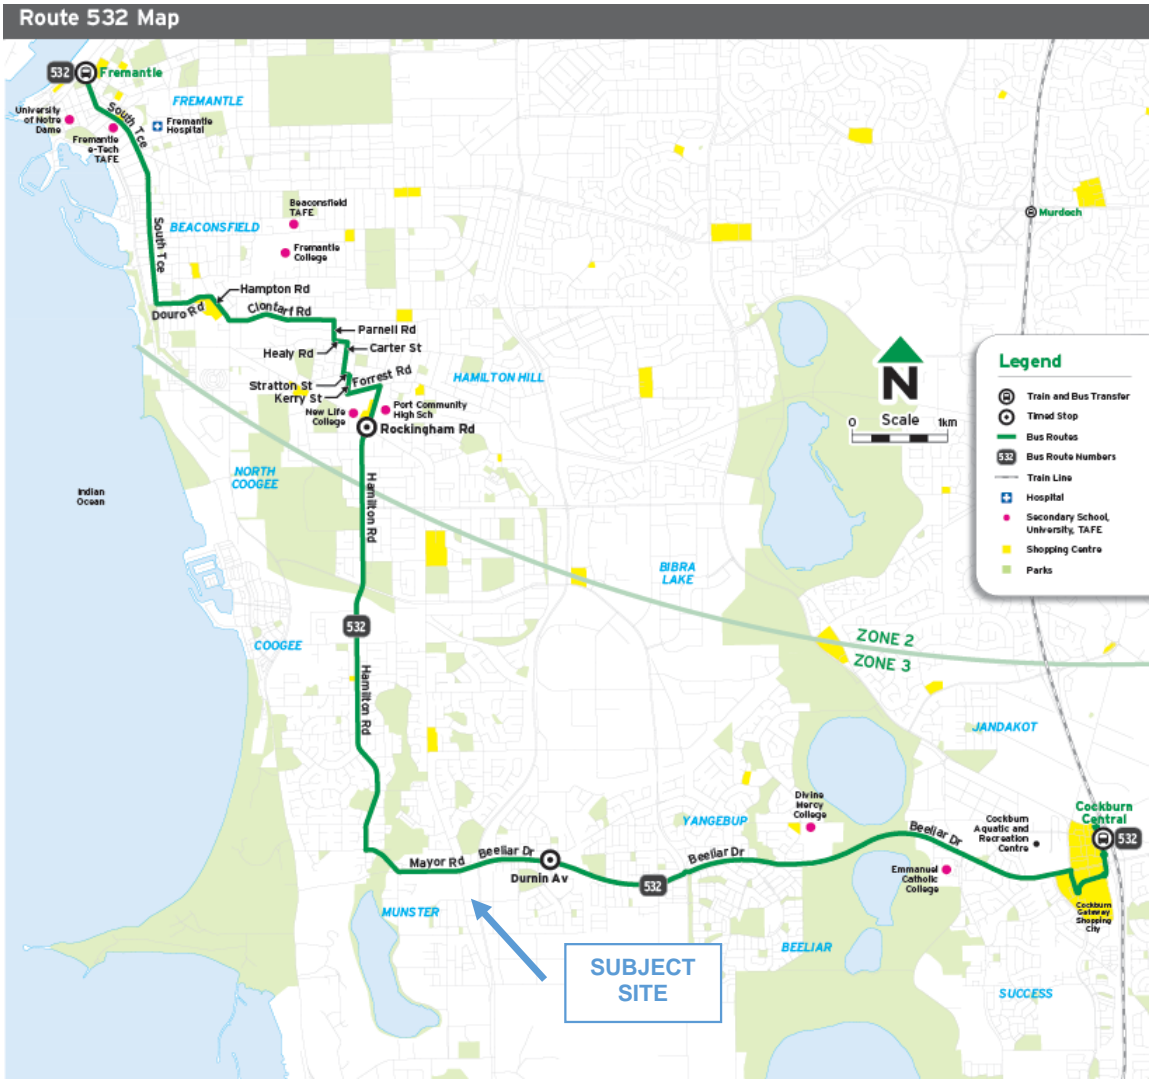 Route 532 Map
532
Fremantle
FREMANTLE
University
of Notre
Dame
South Tce
Fremantle
Hospital
Fremantle
e-Tech
TAFE
Murdoch
Beaconsfield
TAFE
BEACONSFIELD
South Tce
Fremantle
College
Hampton Rd
Douro Rd
Clontarf Rd
Parnell Rd
Healy Rd
Carter St
Stratton St
Forrest Rd
Kerry St
HAMILTON HILL
New Life
College
Port Community
High Sch
Rockingham Rd
N
0 Scale 1km
Legend
Train and Bus Transfer
Timed Stop
Bus Routes
532 Bus Route Numbers
Train Line
Hospital
Secondary School,
University, TAFE
Shopping Centre
Parks
NORTH
COOGEE
Indian
Ocean
Hamilton Rd
BIBRA
LAKE
532
COOGEE
ZONE 2
ZONE 3
Hamilton Rd
JANDAKOT
Divine
Mercy
College
YANGEBUP
Cockburn
Central
532
Cockburn
Aquatic and
Recreation
Centre
Beeliar Dr
Mayor Rd
Beeliar Dr
Durnin Av
Beeliar Dr
532
Emmanuel
Catholic
College
Cockburn
Gateway
Shopping
City
MUNSTER
BEELIAR
SUBJECT
SITE
SUCCESS